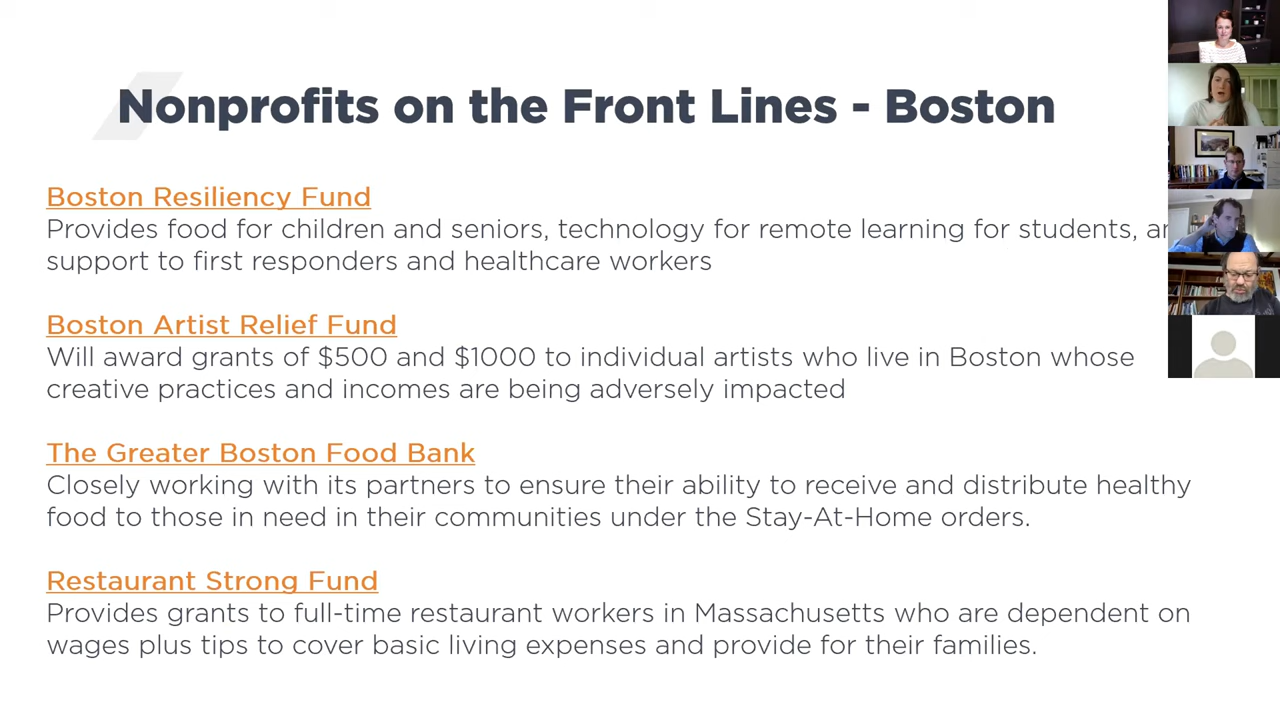 Nonprofits on the Front Lines - Boston
Boston Resiliency Fund
Provides food for children and seniors, technology for remote learning for students,
support to first responders and healthcare workers
Boston Artist Relief Fund
Will award grants of $500 and $1000 to individual artists who live in Boston whose
creative practices and incomes are being adversely impacted
The Greater Boston Food Bank
Closely working with its partners to ensure their ability to receive and distribute healthy
food to those in need in their communities under the Stay-At-Home orders.
Restaurant Strong Fund
Provides grants to full-time restaurant workers in Massachusetts who are dependent on
wages plus tips to cover basic living expenses and provide for their families.